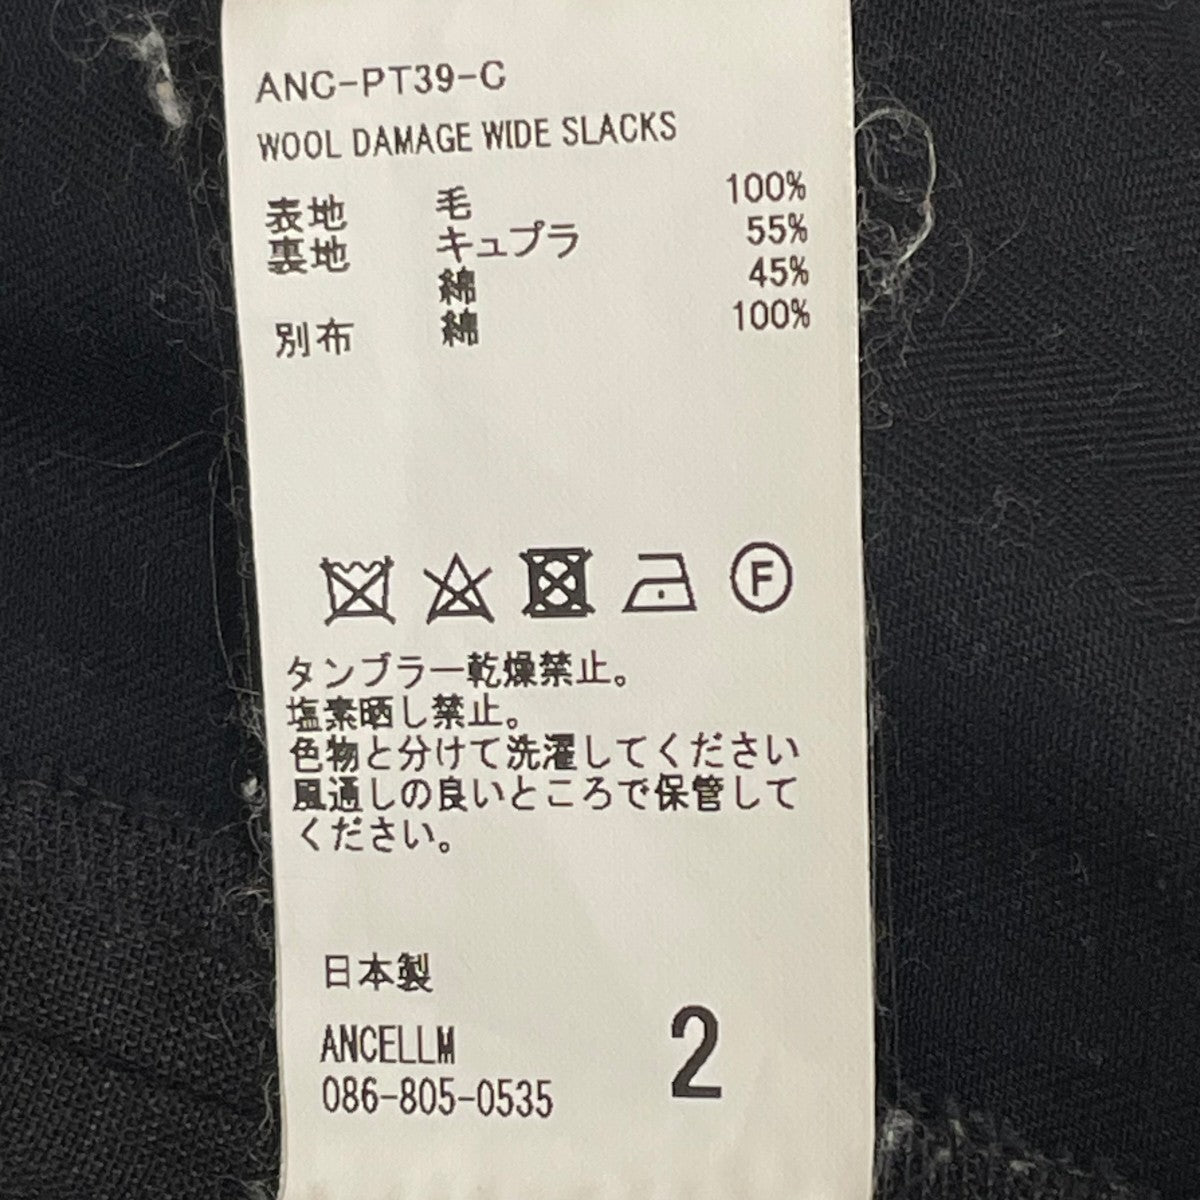 ANC-PT39-C
WOOL DAMAGE WIDE SLACKS
表地 毛 100%
裏地 キュプラ 55%
綿 45%
別布 綿 100%
F
タンブラー乾燥禁止。
塩素晒し禁止。
色物と分けて洗濯してください
風通しの良いところで保管して
ください。
日本製
ANCELLM
086-805-0535
2